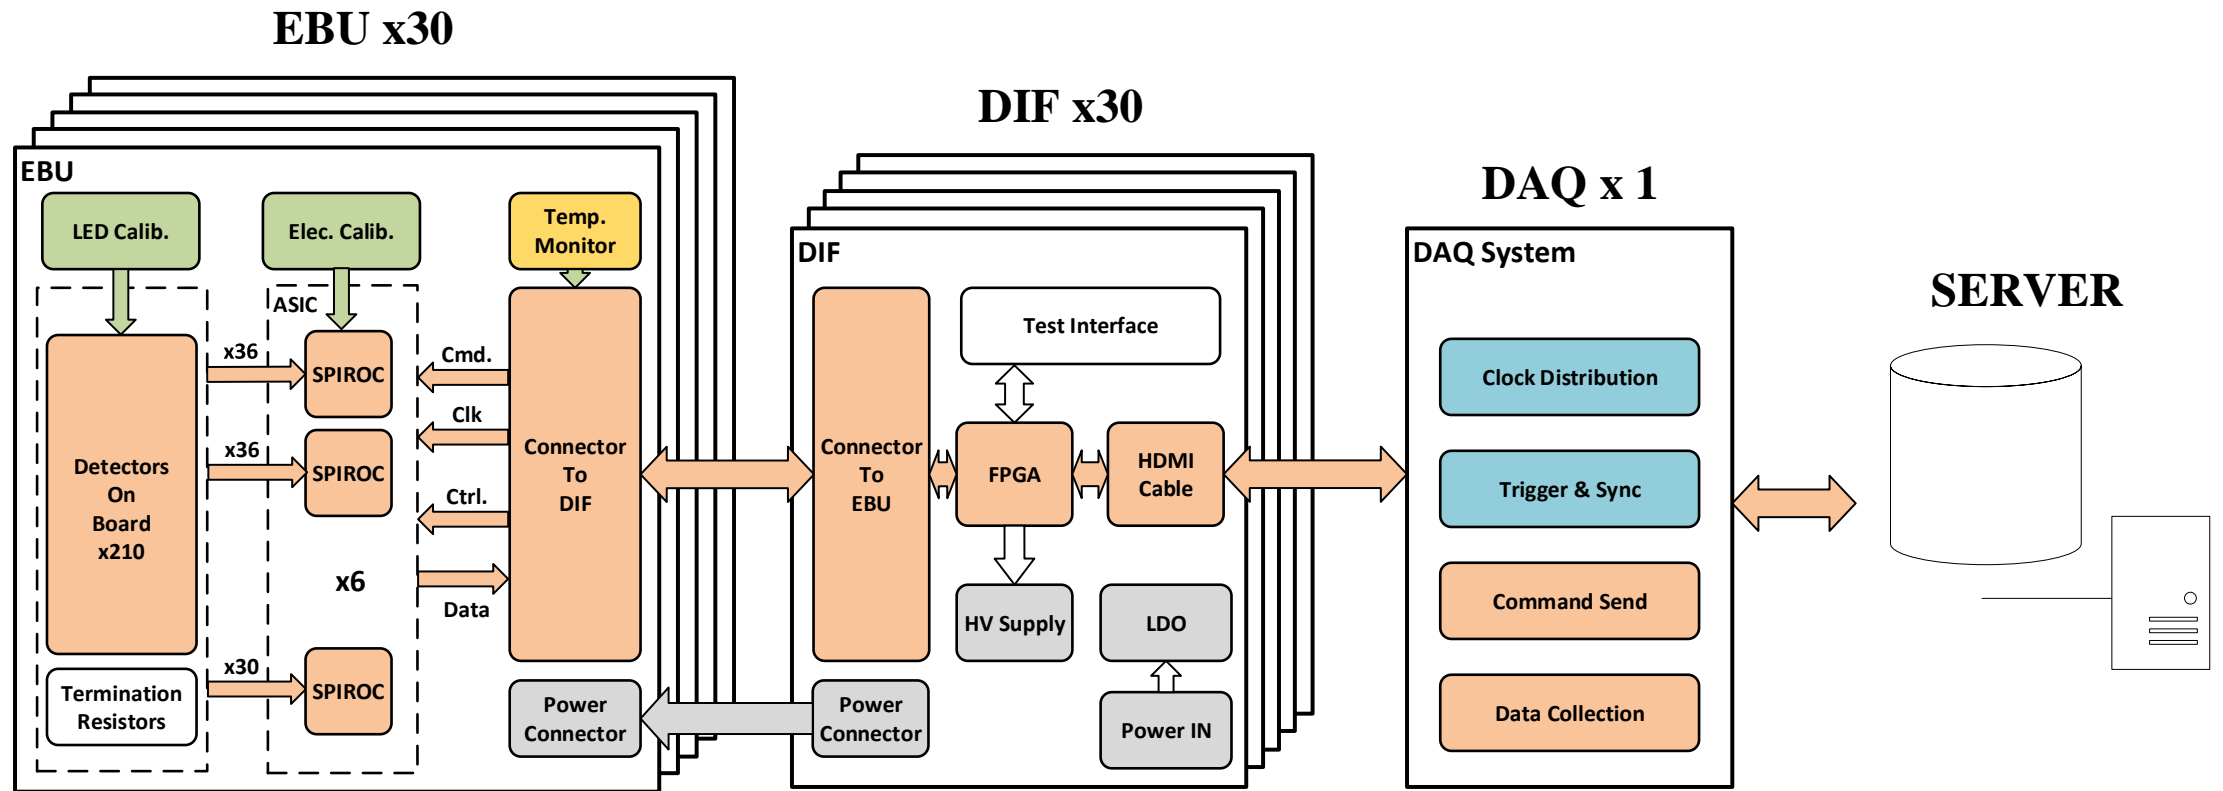 EBU x30
DIF x30
DAQ x 1
SERVER
EBU
LED Calib.
Elec. Calib.
Temp.
Monitor
ASIC
Detectors
On
Board
x210
Termination
Resistors
x36
x36
x30
SPIROC
SPIROC
x6
SPIROC
Cmd.
Clk
Ctrl.
Data
Connector
To
DIF
Power
Connector
DIF
Connector
To
EBU
Power
Connector
Test Interface
FPGA
HDMI
Cable
HV Supply
LDO
Power IN
DAQ System
Clock Distribution
Trigger & Sync
Command Send
Data Collection